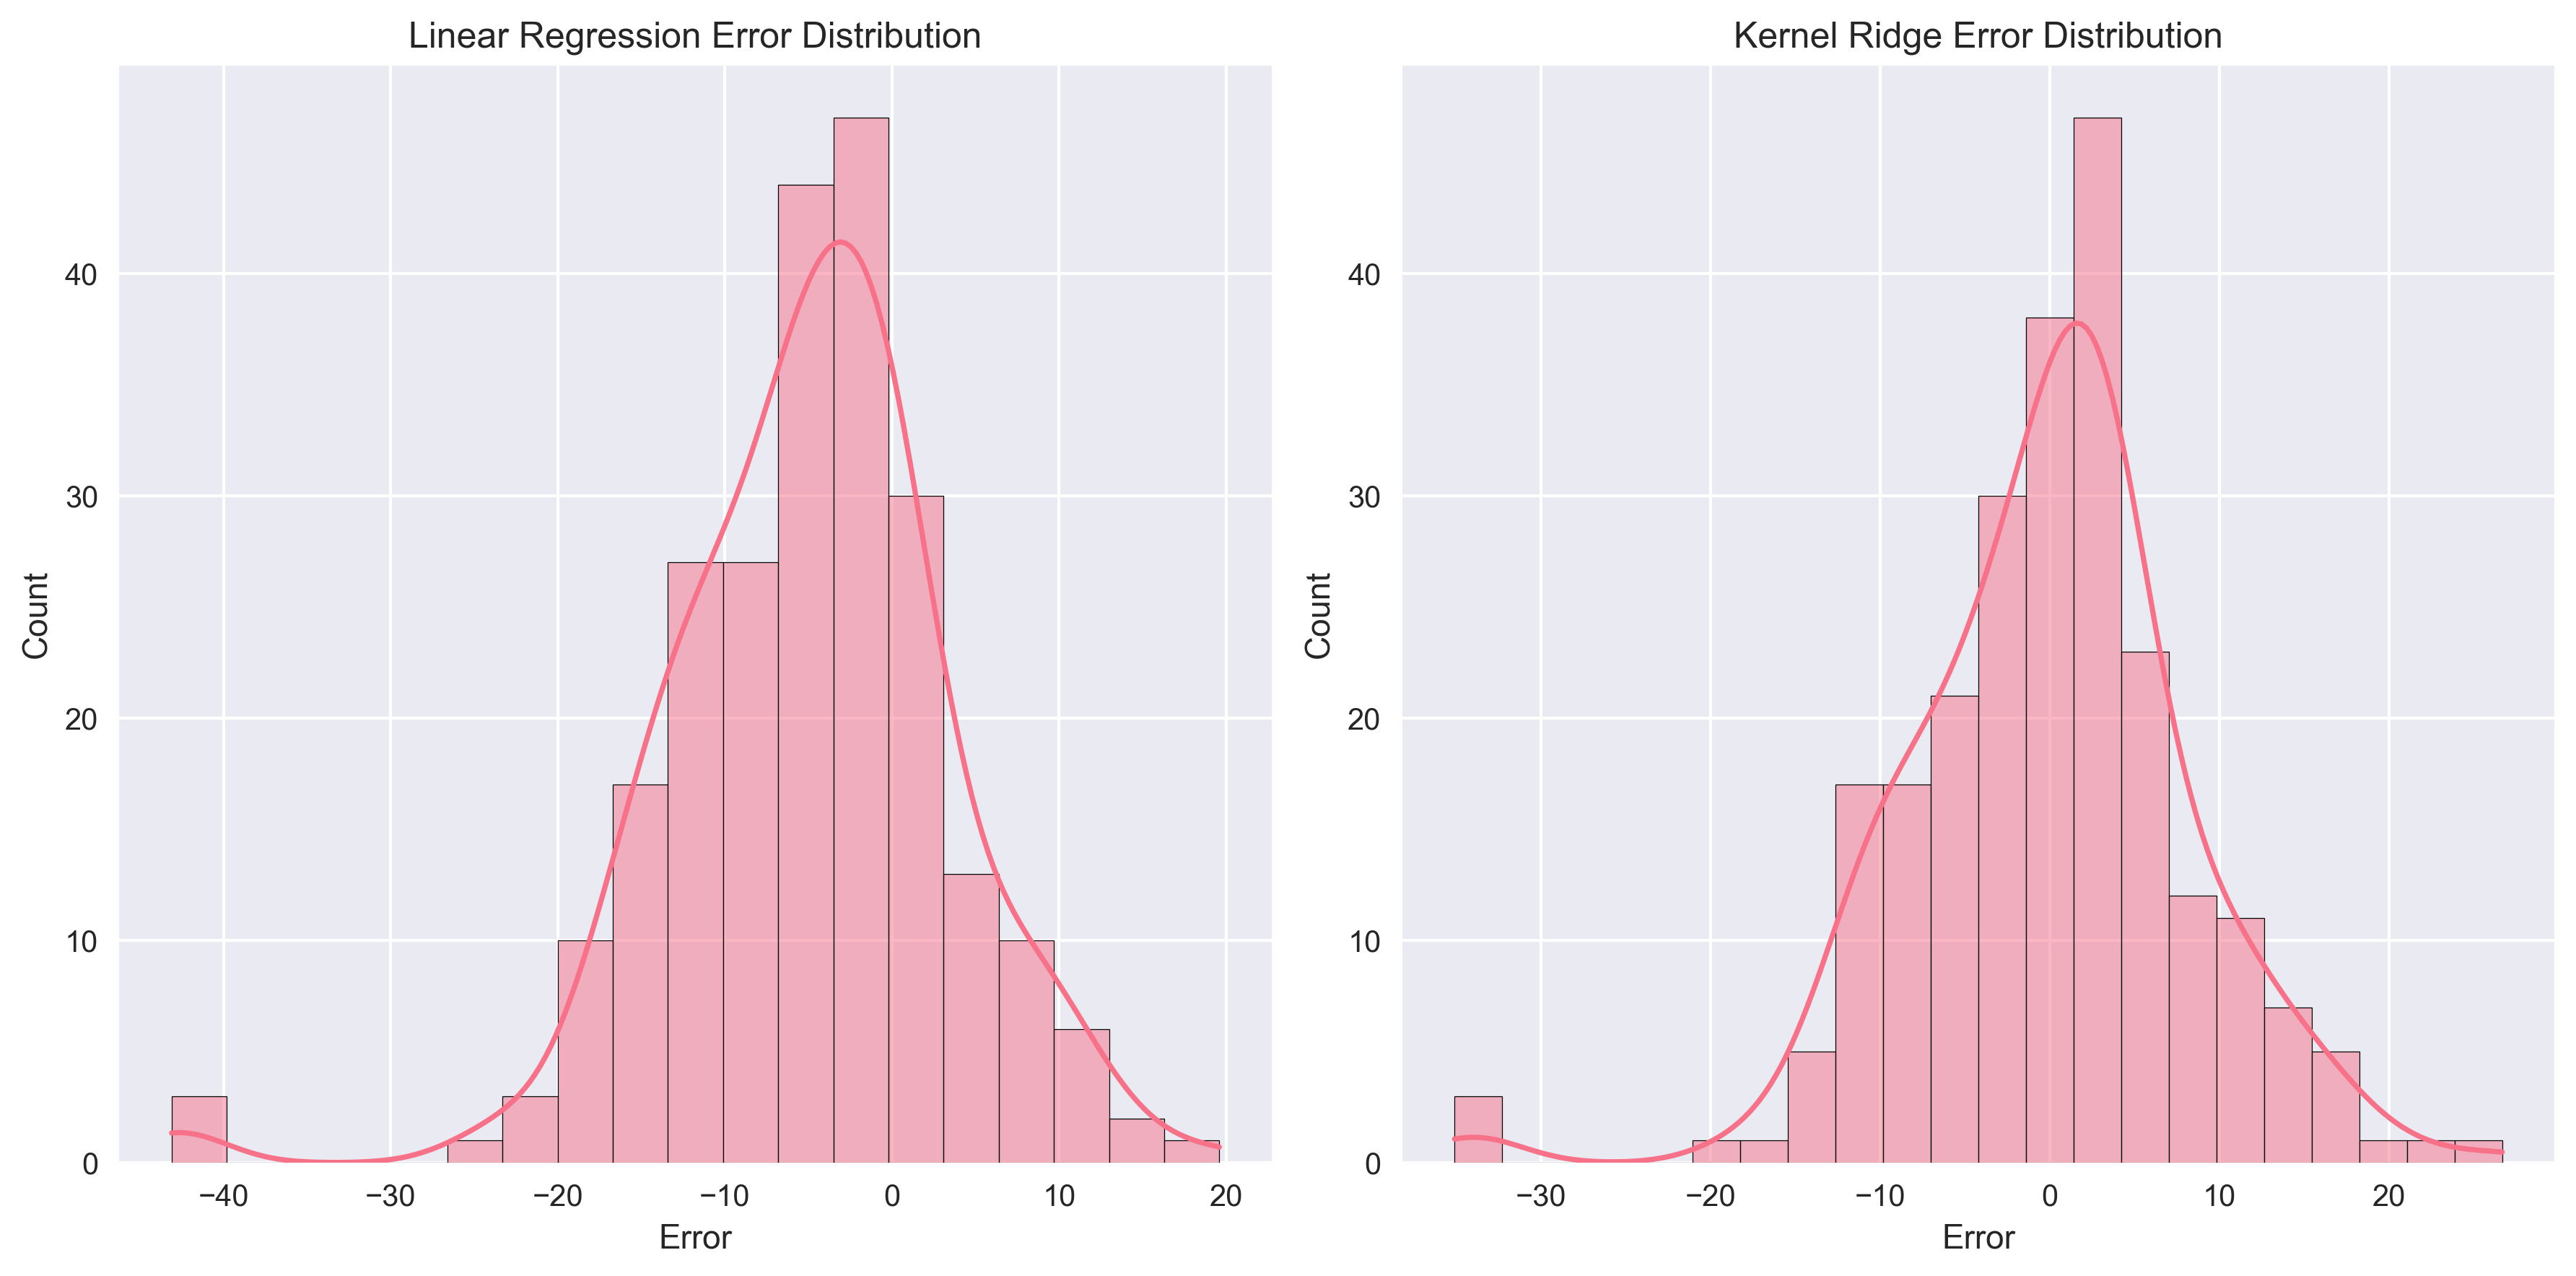 Linear Regression Error Distribution
Count
40
30
20
10
0
−40 −30 −20 −10 0 10 20
Error
Kernel Ridge Error Distribution
Count
40
30
20
10
0
−30 −20 −10 0 10 20
Error